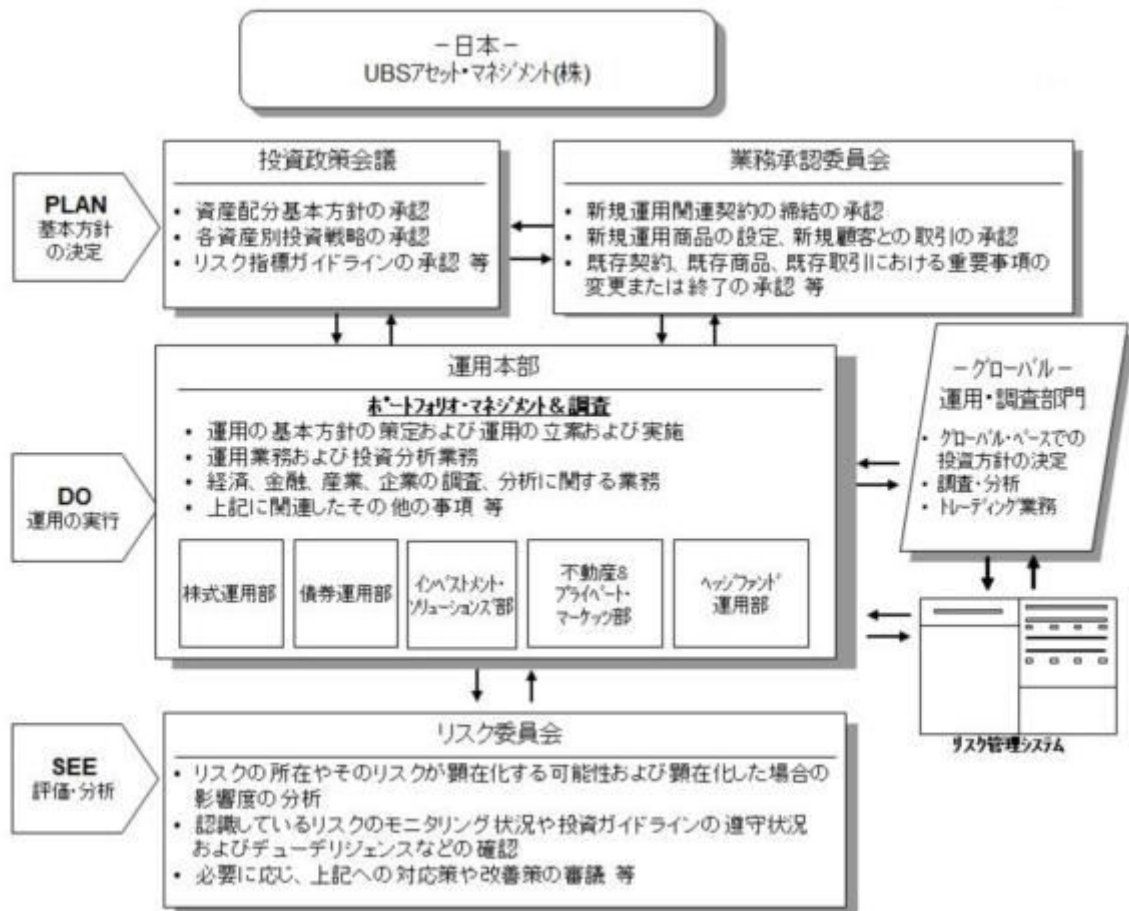 －日本－
UBSアセット・マネジメント(株)
PLAN
基本方針
の決定
投資政策会議
・ 資産配分基本方針の承認
・ 各資産別投資戦略の承認
・ リスク指標ガイドラインの承認 等
業務承認委員会
・ 新規運用関連契約の締結の承認
・ 新規運用商品の設定、新規顧客との取引の承認
・ 既存契約、既存商品、既存取引における重要事項の
変更または終了の承認 等
DO
運用の実行
運用本部
ポートフォリオ・マネジメント＆調査
・ 運用の基本方針の策定および運用の立案および実施
・ 運用業務および投資分析業務
・ 経済、金融、産業、企業の調査、分析に関する業務
・ 上記に関連したその他の事項 等
株式運用部
債券運用部
インベストメント・
ソリューションズ部
不動産&
プライベート・
マーケッツ部
ヘッジファンド
運用部
－グローバル－
運用・調査部門
・ グローバル・ベースでの
投資方針の決定
・ 調査・分析
・ トレーディング業務
リスク管理システム
SEE
評価・分析
リスク委員会
・ リスクの所在やそのリスクが顕在化する可能性および顕在化した場合の
影響度の分析
・ 認識しているリスクのモニタリング状況や投資ガイドラインの遵守状況
およびデューデリジェンスなどの確認
・ 必要に応じ、上記への対応策や改善策の審議 等